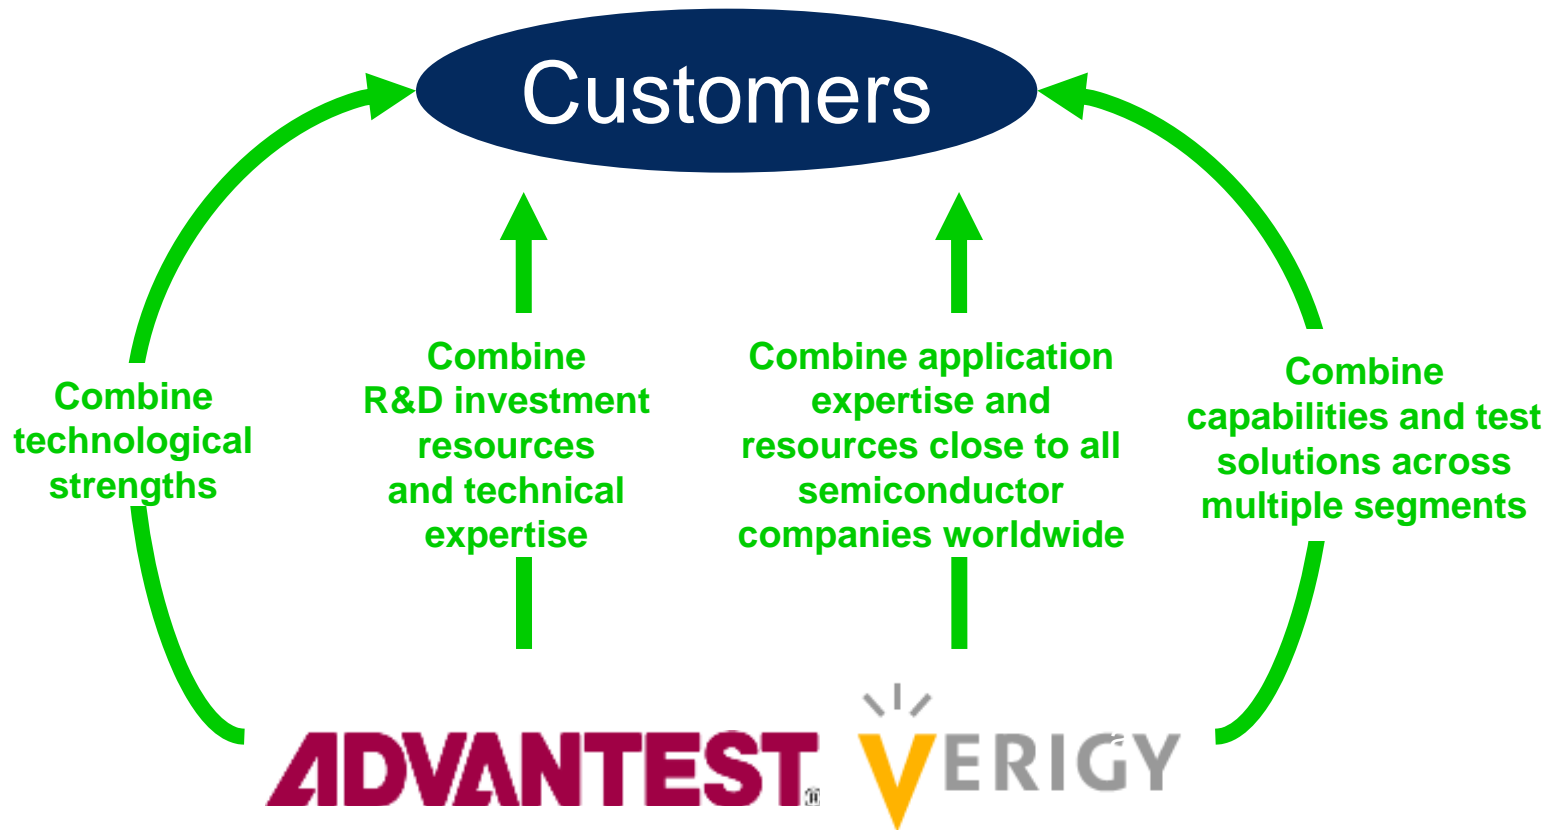 Customers
Combine
technological
strengths
Combine
R&D investment
resources
and technical
expertise
Combine application
expertise and
resources close to all
semiconductor
companies worldwide
Combine
capabilities and test
solutions across
multiple segments
ADVANTEST®
VERIGY